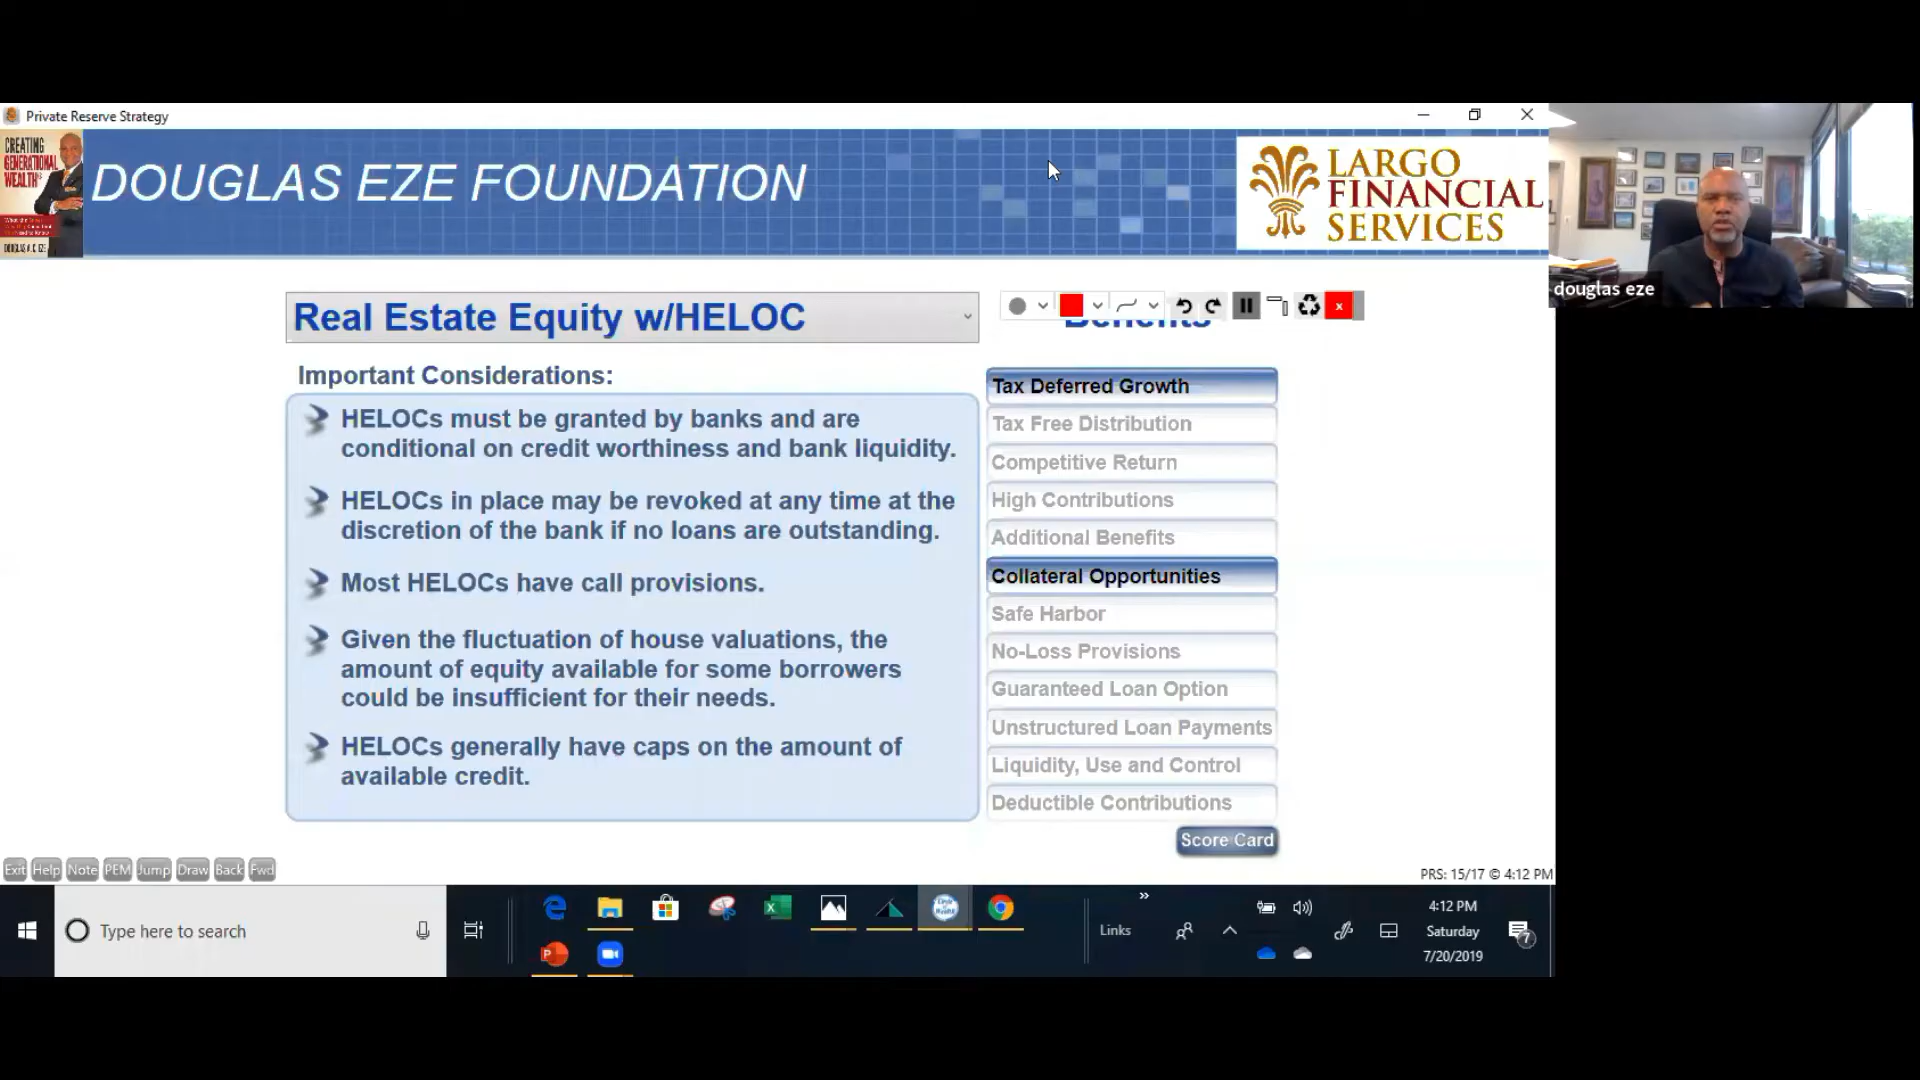 Private Reserve Strategy
CREATING
GENERATIONAL
WEALTH
DOUGLAS EZE FOUNDATION
LARGO
FINANCIAL
SERVICES
douglas eze
Real Estate Equity w/HELOC
Benefits
Important Considerations:
HELOCs must be granted by banks and are
conditional on credit worthiness and bank liquidity.
HELOCs in place may be revoked at any time at the
discretion of the bank if no loans are outstanding.
Most HELOCs have call provisions.
Given the fluctuation of house valuations, the
amount of equity available for some borrowers
could be insufficient for their needs.
HELOCs generally have caps on the amount of
available credit.
Tax Deferred Growth
Tax Free Distribution
Competitive Return
High Contributions
Additional Benefits
Collateral Opportunities
Safe Harbor
No-Loss Provisions
Guaranteed Loan Option
Unstructured Loan Payments
Liquidity, Use and Control
Deductible Contributions
Score Card
Exit Help Note PEM Jump Draw Back Fwd
PRS: 15/17 © 4:12 PM
Type here to search
Links
4:12 PM
Saturday
7/20/2019
7